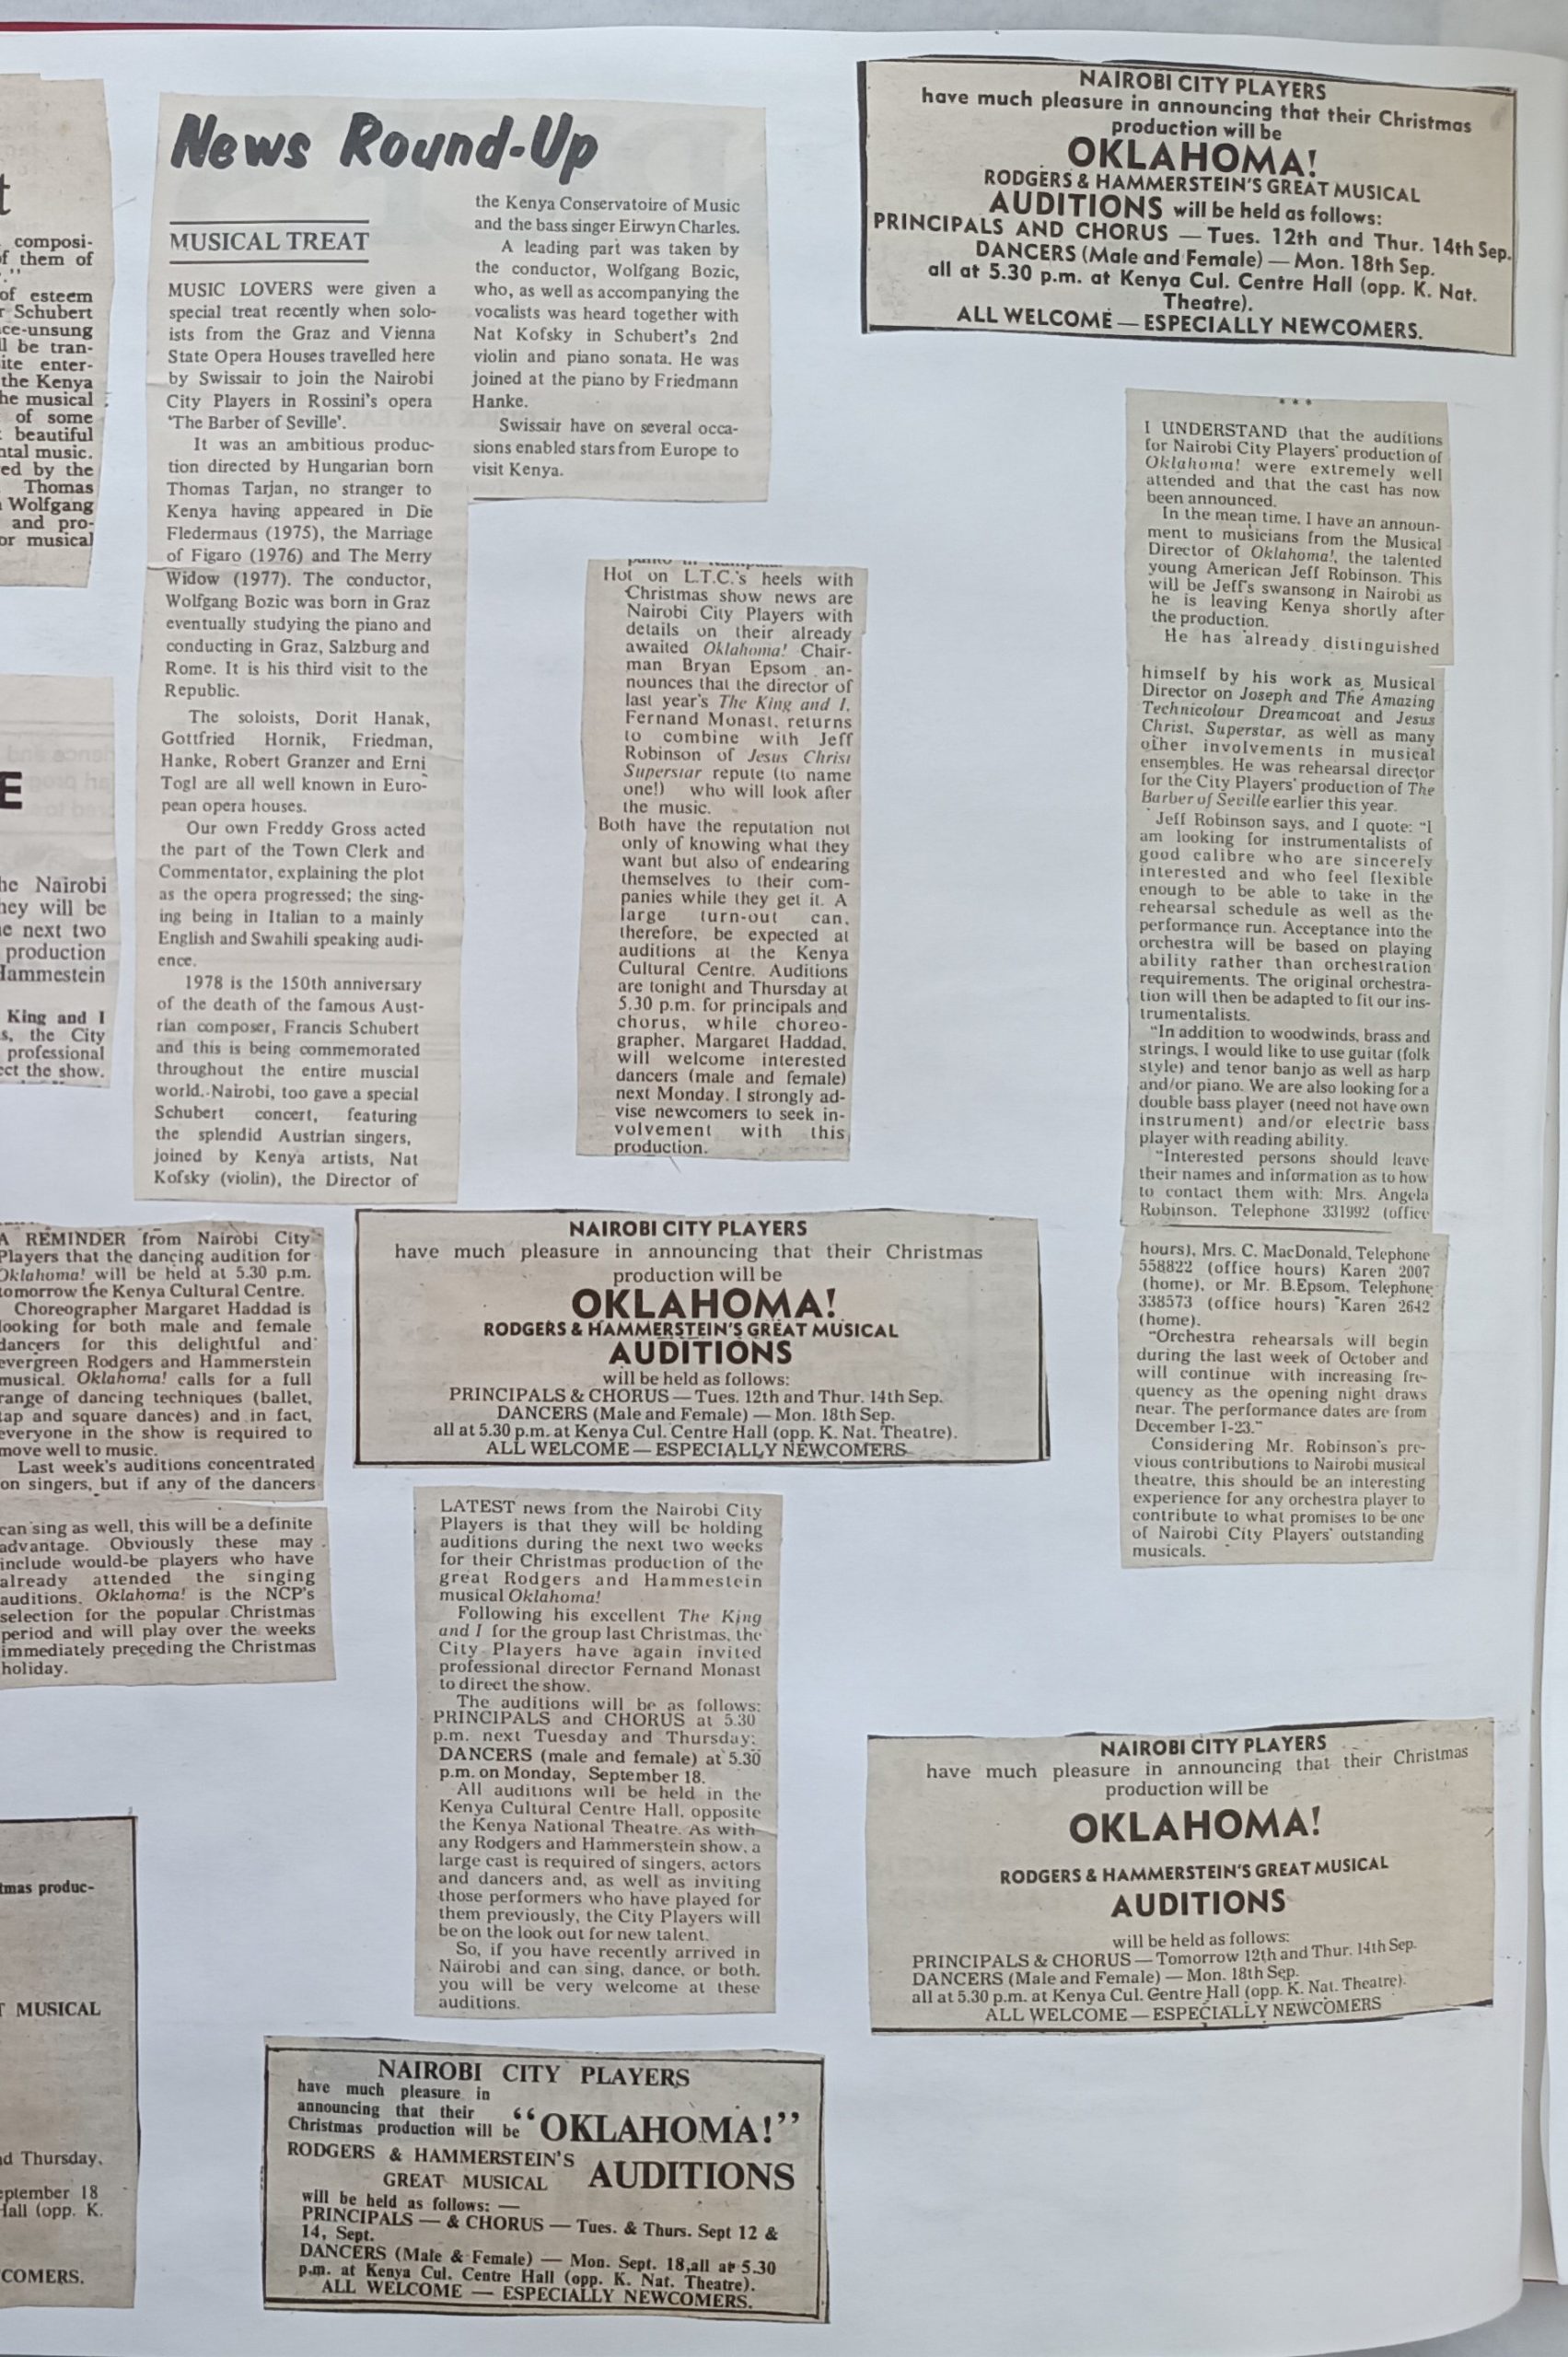 t
composi-
of them of
."
of esteem
r Schubert
ce-unsung
ll be tran-
site enter-
the Kenya
he musical
of some
beautiful
ntal music.
ed by the
Thomas
Wolfgang
and pro-
or musical
E
he Nairobi
hey will be
e next two
production
Hammestein
King and I
s, the City
professional
ect the show.
News Round-Up
MUSICAL TREAT
MUSIC LOVERS were given a
special treat recently when solo-
ists from the Graz and Vienna
State Opera Houses travelled here
by Swissair to join the Nairobi
City Players in Rossini's opera
'The Barber of Seville'.
It was an ambitious produc-
tion directed by Hungarian born
Thomas Tarjan, no stranger to
Kenya having appeared in Die
Fledermaus (1975), the Marriage
of Figaro (1976) and The Merry
Widow (1977). The conductor,
Wolfgang Bozic was born in Graz
eventually studying the piano and
conducting in Graz, Salzburg and
Rome. It is his third visit to the
Republic.
The soloists, Dorit Hanak,
Gottfried Hornik, Friedman,
Hanke, Robert Granzer and Erni
Togl are all well known in Euro-
pean opera houses.
Our own Freddy Gross acted
the part of the Town Clerk and
Commentator, explaining the plot
as the opera progressed; the sing-
ing being in Italian to a mainly
English and Swahili speaking audi-
ence.
1978 is the 150th anniversary
of the death of the famous Aust-
rian composer, Francis Schubert
and this is being commemorated
throughout the entire muscial
world. Nairobi, too gave a special
Schubert concert, featuring
the splendid Austrian singers,
joined by Kenya artists, Nat
Kofsky (violin), the Director of
the Kenya Conservatoire of Music
and the bass singer Eirwyn Charles.
A leading part was taken by
the conductor, Wolfgang Bozic,
who, as well as accompanying the
vocalists was heard together with
Nat Kofsky in Schubert's 2nd
violin and piano sonata. He was
joined at the piano by Friedmann
Hanke.
Swissair have on several occa-
sions enabled stars from Europe to
visit Kenya.
Hot on L.T.C.'s heels with
Christmas show news are
Nairobi City Players with
details on their already
awaited Oklahoma! Chair-
man Bryan Epsom an-
nounces that the director of
last year's The King and I,
Fernand Monast, returns
to combine with Jeff
Robinson of Jesus Christ
Superstar repute (to name
one!) who will look after
the music.
Both have the reputation not
only of knowing what they
want but also of endearing
themselves to their com-
panies while they get it. A
large turn-out can,
therefore, be expected at
auditions at the Kenya
Cultural Centre. Auditions
are tonight and Thursday at
5.30 p.m. for principals and
chorus, while choreo-
grapher, Margaret Haddad,
will welcome interested
dancers (male and female)
next Monday. I strongly ad-
vise newcomers to seek in-
volvement with this
production.
NAIROBI CITY PLAYERS
have much pleasure in announcing that their Christmas
production will be
OKLAHOMA!
RODGERS & HAMMERSTEIN'S GREAT MUSICAL
AUDITIONS will be held as follows:
PRINCIPALS AND CHORUS — Tues. 12th and Thur. 14th Sep.
DANCERS (Male and Female) — Mon. 18th Sep.
all at 5.30 p.m. at Kenya Cul. Centre Hall (opp. K. Nat.
Theatre).
ALL WELCOME — ESPECIALLY NEWCOMERS.
* * *
I UNDERSTAND that the auditions
for Nairobi City Players' production of
Oklahoma! were extremely well
attended and that the cast has now
been announced.
In the mean time, I have an announ-
ment to musicians from the Musical
Director of Oklahoma!, the talented
young American Jeff Robinson. This
will be Jeff's swansong in Nairobi as
he is leaving Kenya shortly after
the production.
He has already distinguished
himself by his work as Musical
Director on Joseph and The Amazing
Technicolour Dreamcoat and Jesus
Christ, Superstar, as well as many
other involvements in musical
ensembles. He was rehearsal director
for the City Players' production of The
Barber of Seville earlier this year.
Jeff Robinson says, and I quote: "I
am looking for instrumentalists of
good calibre who are sincerely
interested and who feel flexible
enough to be able to take in the
rehearsal schedule as well as the
performance run. Acceptance into the
orchestra will be based on playing
ability rather than orchestration
requirements. The original orchestra-
tion will then be adapted to fit our ins-
trumentalists.
"In addition to woodwinds, brass and
strings, I would like to use guitar (folk
style) and tenor banjo as well as harp
and/or piano. We are also looking for a
double bass player (need not have own
instrument) and/or electric bass
player with reading ability.
"Interested persons should leave
their names and information as to how
to contact them with: Mrs. Angela
Robinson, Telephone 331992 (office
hours), Mrs. C. MacDonald, Telephone
558822 (office hours) Karen 2007
(home), or Mr. B.Epsom, Telephone
338573 (office hours) Karen 2642
(home).
"Orchestra rehearsals will begin
during the last week of October and
will continue with increasing fre-
quency as the opening night draws
near. The performance dates are from
December 1-23."
Considering Mr. Robinson's pre-
vious contributions to Nairobi musical
theatre, this should be an interesting
experience for any orchestra player to
contribute to what promises to be one
of Nairobi City Players' outstanding
musicals.
A REMINDER from Nairobi City
Players that the dancing audition for
Oklahoma! will be held at 5.30 p.m.
tomorrow the Kenya Cultural Centre.
Choreographer Margaret Haddad is
looking for both male and female
dancers for this delightful and
evergreen Rodgers and Hammerstein
musical. Oklahoma! calls for a full
range of dancing techniques (ballet,
tap and square dances) and in fact,
everyone in the show is required to
move well to music.
Last week's auditions concentrated
on singers, but if any of the dancers
can sing as well, this will be a definite
advantage. Obviously these may
include would-be players who have
already attended the singing
auditions. Oklahoma! is the NCP's
selection for the popular Christmas
period and will play over the weeks
immediately preceding the Christmas
holiday.
NAIROBI CITY PLAYERS
have much pleasure in announcing that their Christmas
production will be
OKLAHOMA!
RODGERS & HAMMERSTEIN'S GREAT MUSICAL
AUDITIONS
will be held as follows:
PRINCIPALS & CHORUS — Tues. 12th and Thur. 14th Sep.
DANCERS (Male and Female) — Mon. 18th Sep.
all at 5.30 p.m. at Kenya Cul. Centre Hall (opp. K. Nat. Theatre).
ALL WELCOME — ESPECIALLY NEWCOMERS
LATEST news from the Nairobi City
Players is that they will be holding
auditions during the next two weeks
for their Christmas production of the
great Rodgers and Hammestein
musical Oklahoma!
Following his excellent The King
and I for the group last Christmas, the
City Players have again invited
professional director Fernand Monast
to direct the show.
The auditions will be as follows:
PRINCIPALS and CHORUS at 5.30
p.m. next Tuesday and Thursday;
DANCERS (male and female) at 5.30
p.m. on Monday, September 18.
All auditions will be held in the
Kenya Cultural Centre Hall, opposite
the Kenya National Theatre. As with
any Rodgers and Hammerstein show, a
large cast is required of singers, actors
and dancers and, as well as inviting
those performers who have played for
them previously, the City Players will
be on the look out for new talent.
So, if you have recently arrived in
Nairobi and can sing, dance, or both,
you will be very welcome at these
auditions.
NAIROBI CITY PLAYERS
have much pleasure in announcing that their Christmas
production will be
OKLAHOMA!
RODGERS & HAMMERSTEIN'S GREAT MUSICAL
AUDITIONS
will be held as follows:
PRINCIPALS & CHORUS — Tomorrow 12th and Thur. 14th Sep.
DANCERS (Male and Female) — Mon. 18th Sep.
all at 5.30 p.m. at Kenya Cul. Centre Hall (opp. K. Nat. Theatre).
ALL WELCOME — ESPECIALLY NEWCOMERS
tmas produc-
T MUSICAL
nd Thursday,
eptember 18
Hall (opp. K.
COMERS.
NAIROBI CITY PLAYERS
have much pleasure in
announcing that their
Christmas production will be "OKLAHOMA!"
RODGERS & HAMMERSTEIN'S
GREAT MUSICAL AUDITIONS
will be held as follows: —
PRINCIPALS — & CHORUS — Tues. & Thurs. Sept 12 &
14, Sept.
DANCERS (Male & Female) — Mon. Sept. 18,all at 5.30
p.m. at Kenya Cul. Centre Hall (opp. K. Nat. Theatre).
ALL WELCOME — ESPECIALLY NEWCOMERS.